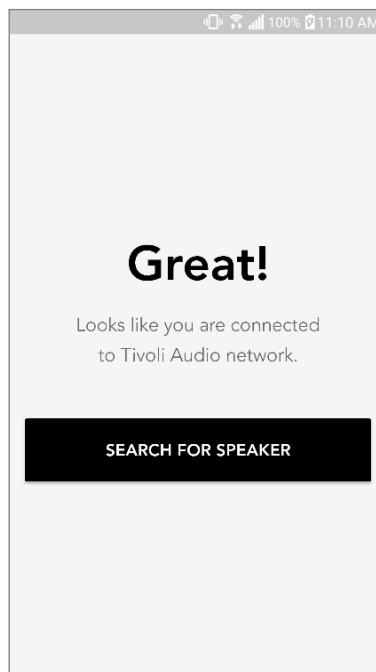 100% 11:10 AM
Great!
Looks like you are connected
to Tivoli Audio network.
SEARCH FOR SPEAKER